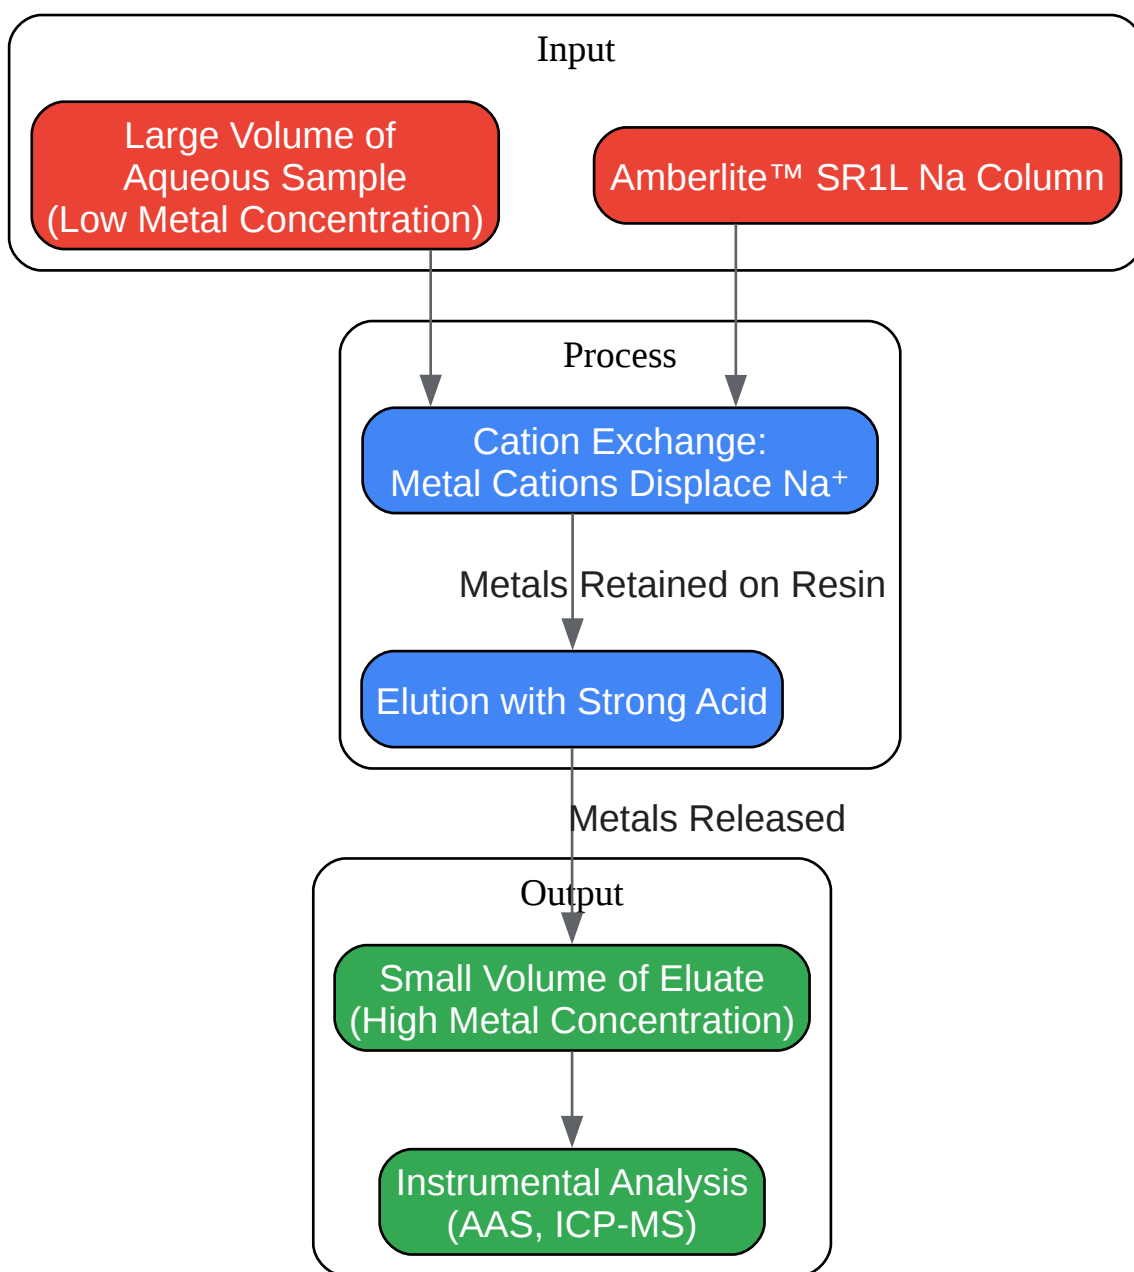 Input
Large Volume of
Aqueous Sample
(Low Metal Concentration)
Amberlite™ SR1L Na Column
Process
Cation Exchange:
Metal Cations Displace Na⁺
Metals Retained on Resin
Elution with Strong Acid
Metals Released
Output
Small Volume of Eluate
(High Metal Concentration)
Instrumental Analysis
(AAS, ICP-MS)